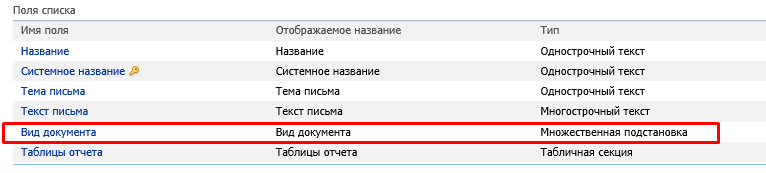 Поля списка
Имя поля Отображаемое название Тип
Название Название Однострочный текст
Системное название Системное название Однострочный текст
Тема письма Тема письма Однострочный текст
Текст письма Текст письма Многострочный текст
Вид документа Вид документа Множественная подстановка
Таблицы отчета Таблицы отчета Табличная секция